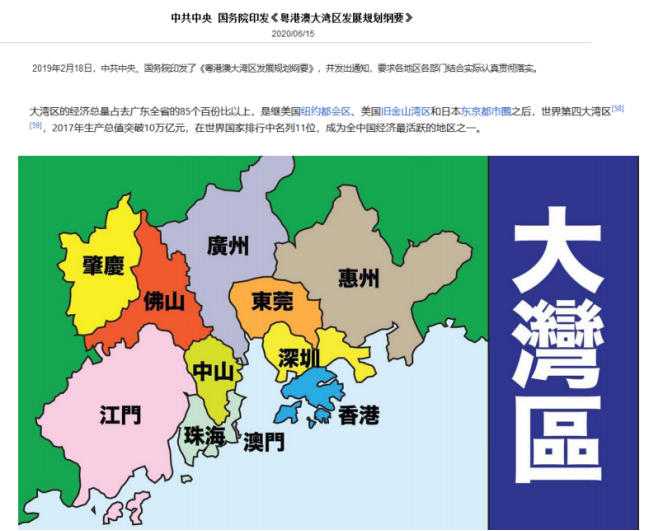 中共中央 国务院印发《粤港澳大湾区发展规划纲要》
2020/06/15
2019年2月18日，中共中央、国务院印发了《粤港澳大湾区发展规划纲要》，并发出通知，要求各地区各部门结合实际认真贯彻落实。
大湾区的经济总量占去广东全省的85个百份比以上，是继美国纽约都会区、美国旧金山湾区和日本东京都市圈之后，世界第四大湾区[58]
[59]，2017年生产总值突破10万亿元，在世界国家排行中名列11位，成为全中国经济最活跃的地区之一。
肇慶
廣州
惠州
佛山
東莞
深圳
中山
江門
珠海
澳門
香港
大灣區